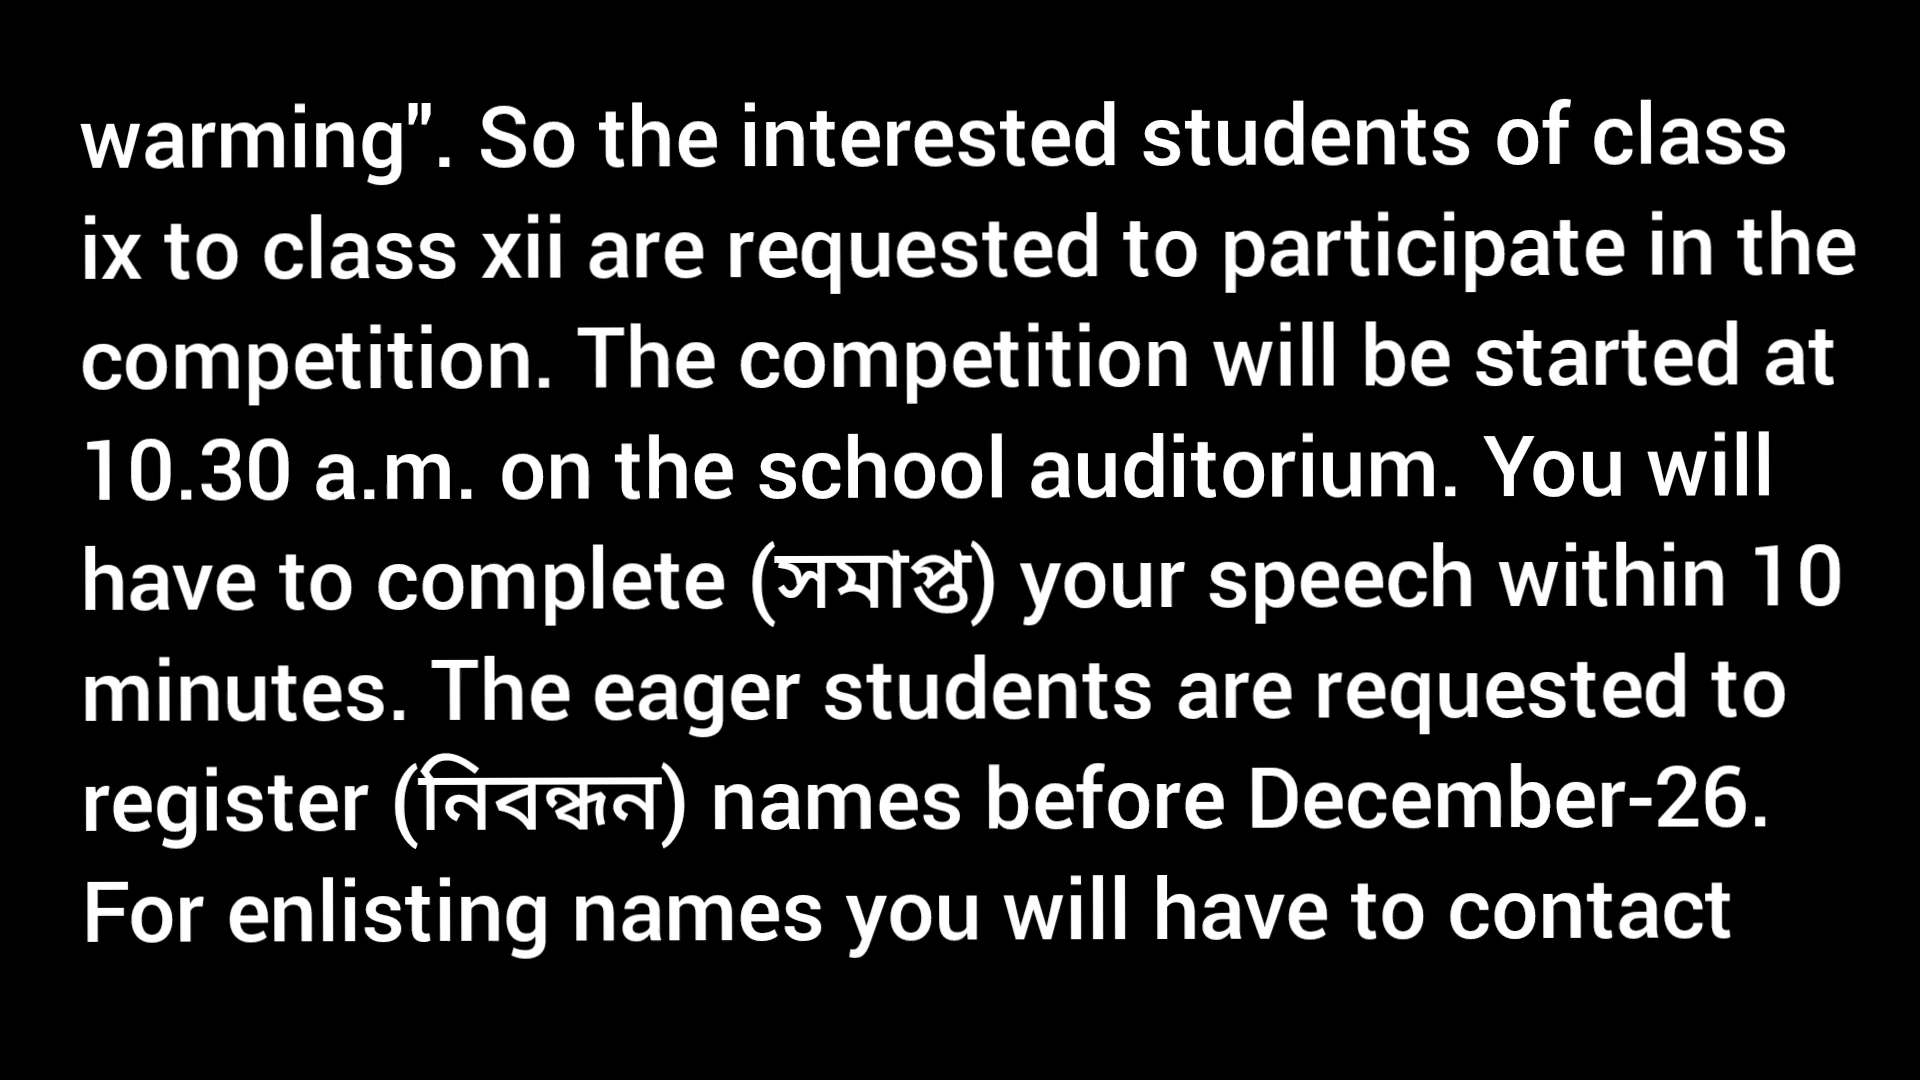 warming". So the interested students of class
ix to class xii are requested to participate in the
competition. The competition will be started at
10.30 a.m. on the school auditorium. You will
have to complete (সমাপ্ত) your speech within 10
minutes. The eager students are requested to
register (নিবন্ধন) names before December-26.
For enlisting names you will have to contact